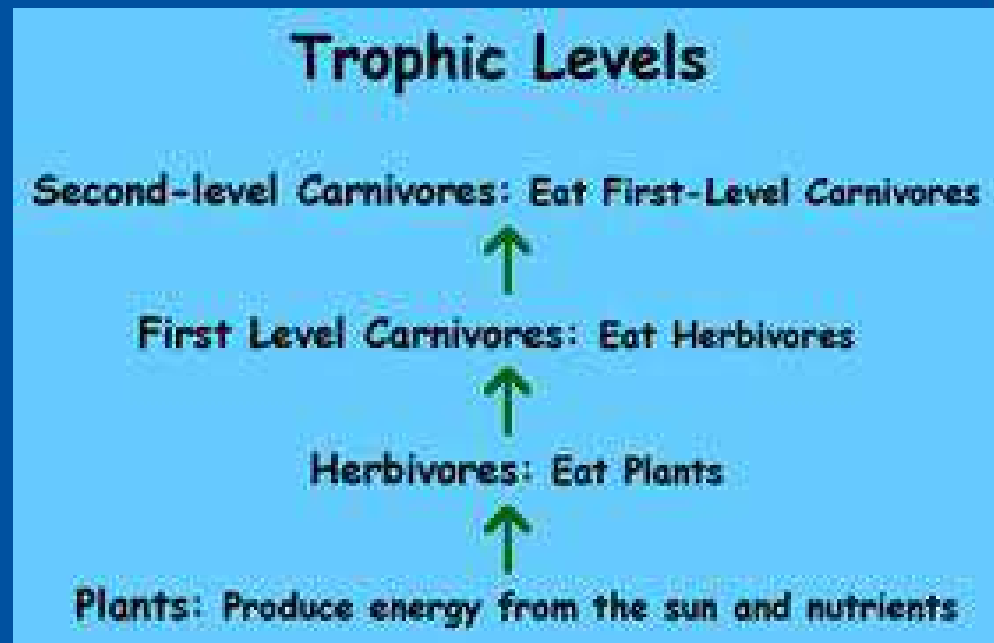 Trophic Levels
Second-level Carnivores: Eat First-Level Carnivores
First Level Carnivores: Eat Herbivores
Herbivores: Eat Plants
Plants: Produce energy from the sun and nutrients